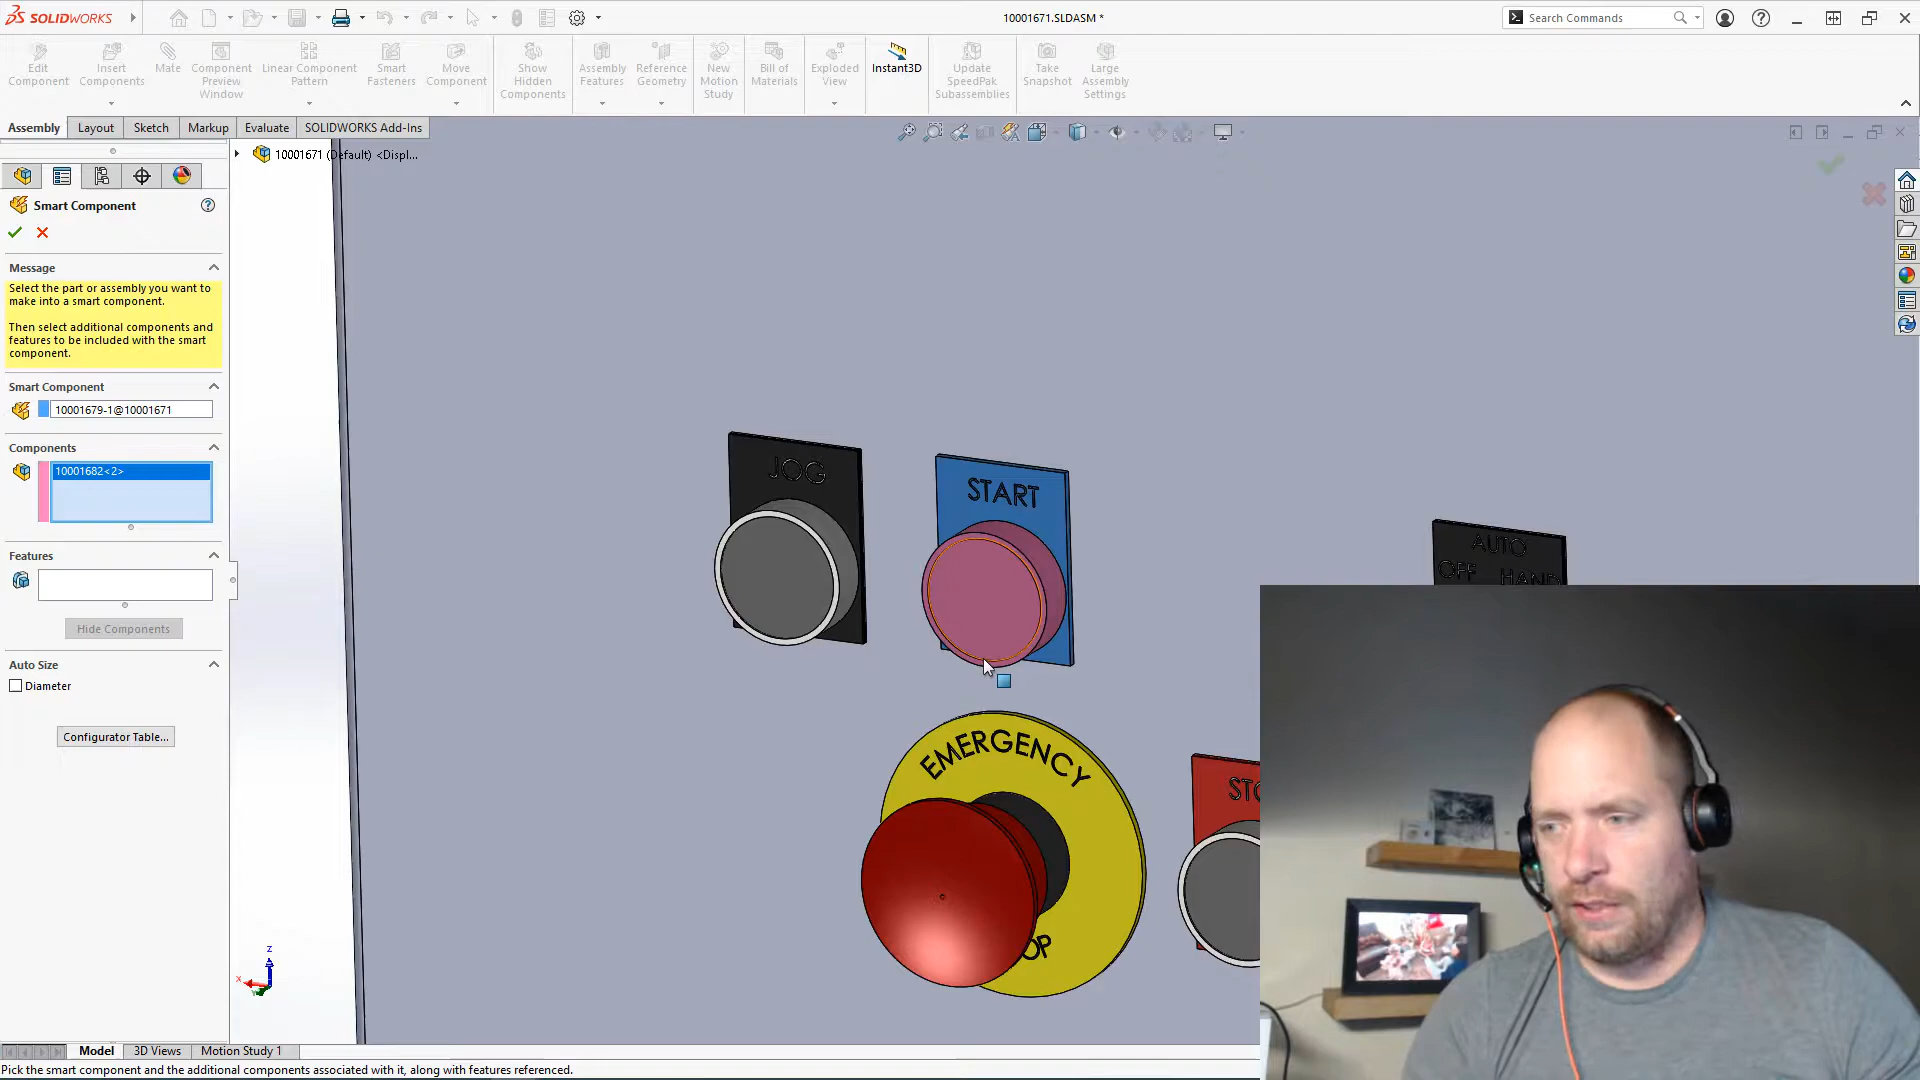 SOLIDWORKS
10001671.SLDASM *
Search Commands
Edit Component
Insert Components
Mate
Component Preview Window
Linear Component Pattern
Smart Fasteners
Move Component
Show Hidden Components
Assembly Features
Reference Geometry
New Motion Study
Bill of Materials
Exploded View
Instant3D
Update SpeedPak Subassemblies
Take Snapshot
Large Assembly Settings
Assembly
Layout
Sketch
Markup
Evaluate
SOLIDWORKS Add-Ins
10001671 (Default) <Displ...
Smart Component
Message
Select the part or assembly you want to
make into a smart component.
Then select additional components and
features to be included with the smart
component.
Smart Component
10001679-1@10001671
Components
10001682<2>
Features
Hide Components
Auto Size
Diameter
Configurator Table...
JOG
START
AUTO
OFF HAND
EMERGENCY
OP
STO
z
x
Model
3D Views
Motion Study 1
Pick the smart component and the additional components associated with it, along with features referenced.